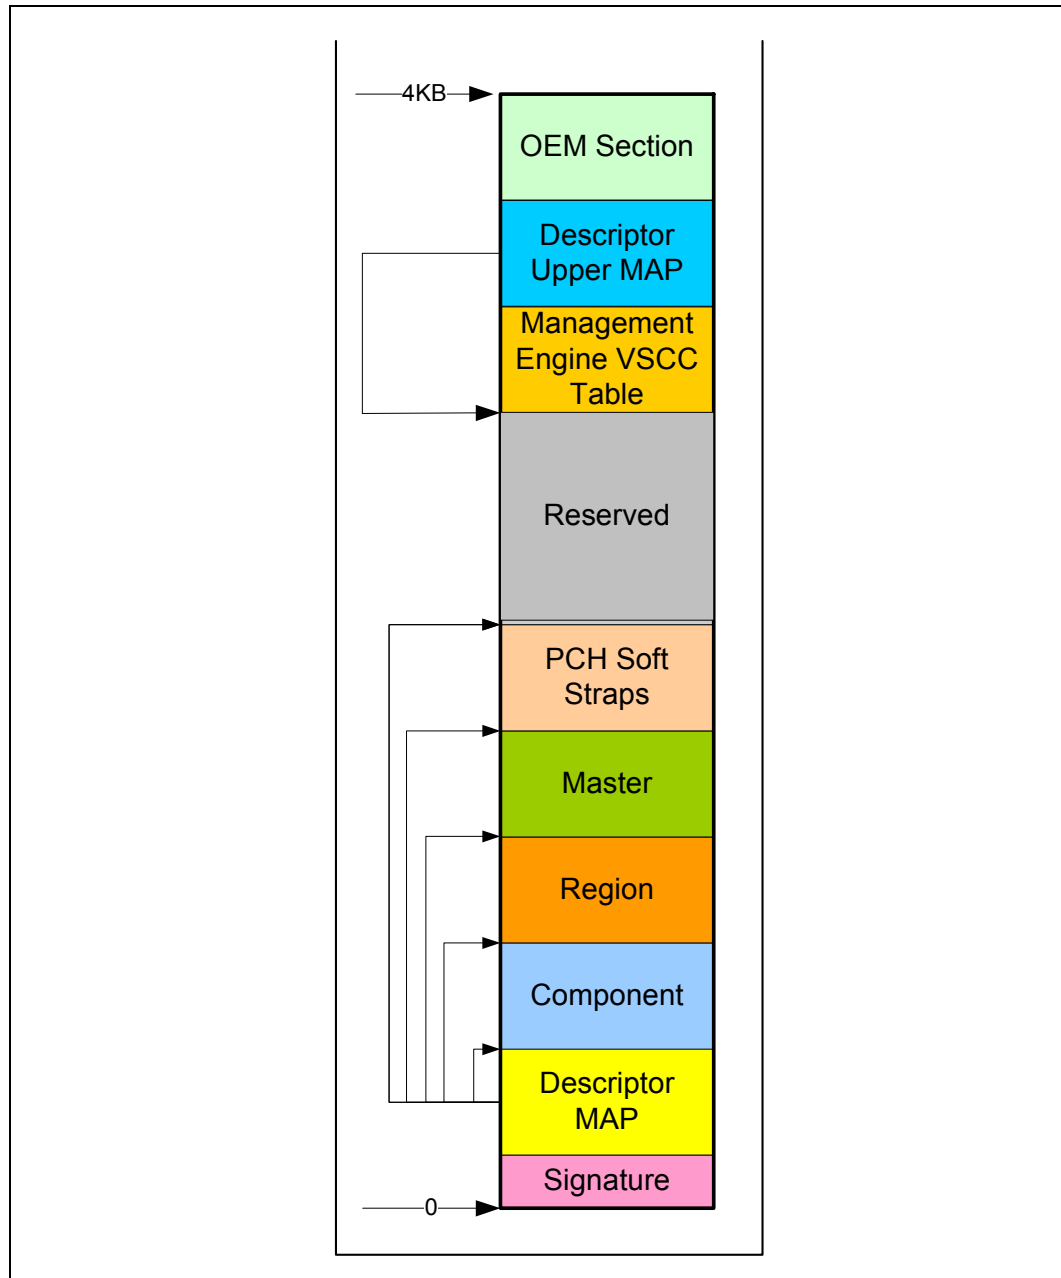 4KB
OEM Section
Descriptor
Upper MAP
Management
Engine VSCC
Table
Reserved
PCH Soft
Straps
Master
Region
Component
Descriptor
MAP
Signature
0